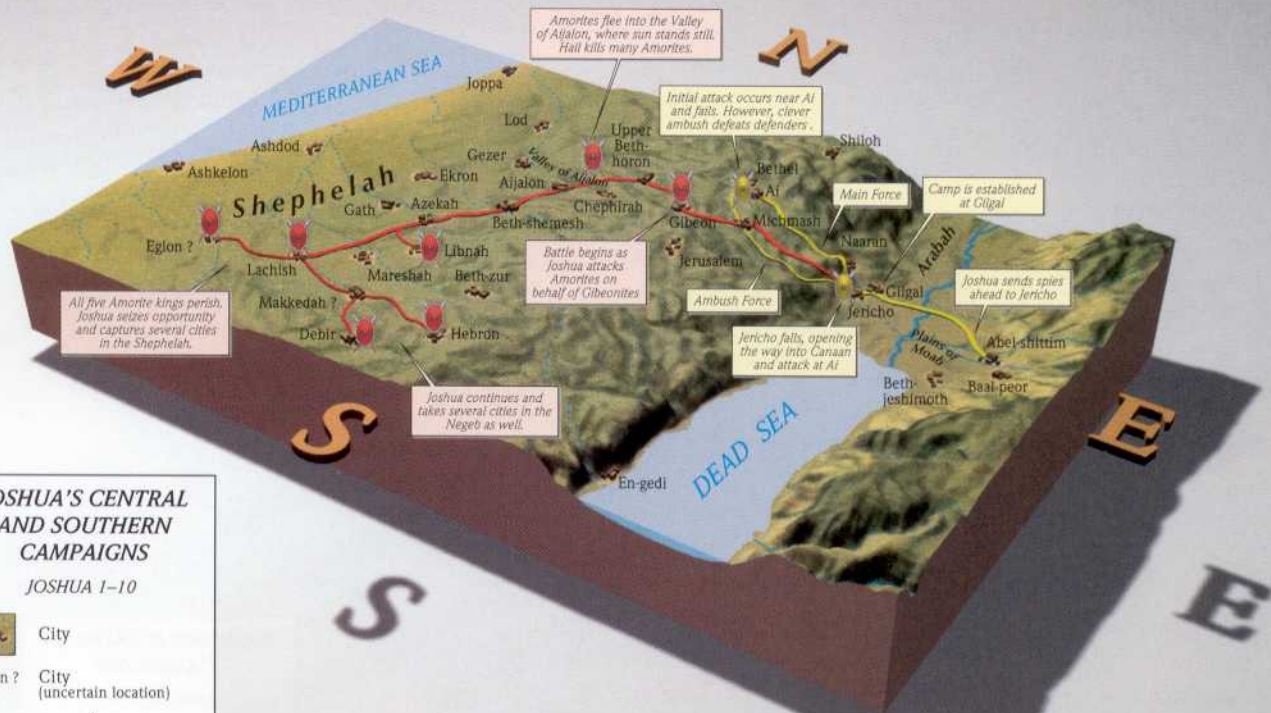 W
N
Amorites flee into the Valley
of Aijalon, where sun stands still.
Hail kills many Amorites.
MEDITERRANEAN SEA
Joppa
Initial attack occurs near Ai
and fails. However, clever
ambush defeats defenders.
Lod
Upper
Beth-
horon
Shiloh
Ashdod
Ashkelon
Gezer
Valley of Aijalon
Bethel
Ai
Shephelah
Ekron
Aijalon
Chephirah
Main Force
Camp is established
at Gilgal
Gath
Azekah
Beth-shemesh
Gibeon
Michmash
Naaran
Arabah
Eglon ?
Libnah
Battle begins as
Joshua attacks
Amorites on
behalf of Gibeonites
Jerusalem
Lachish
Mareshah
Beth-zur
Ambush Force
Gilgal
Jericho
Joshua sends spies
ahead to Jericho
All five Amorite kings perish.
Joshua seizes opportunity
and captures several cities
in the Shephelah.
Makkedah ?
Debir
Hebron
Jericho falls, opening
the way into Canaan
and attack at Ai
Plains of
Moab
Abel-shittim
Beth-
jeshimoth
Baal-peor
Joshua continues and
takes several cities in the
Negeb as well.
S
E
DEAD SEA
En-gedi
OSHUA'S CENTRAL
AND SOUTHERN
CAMPAIGNS
JOSHUA 1–10
City
n ?
City
(uncertain location)
S
E